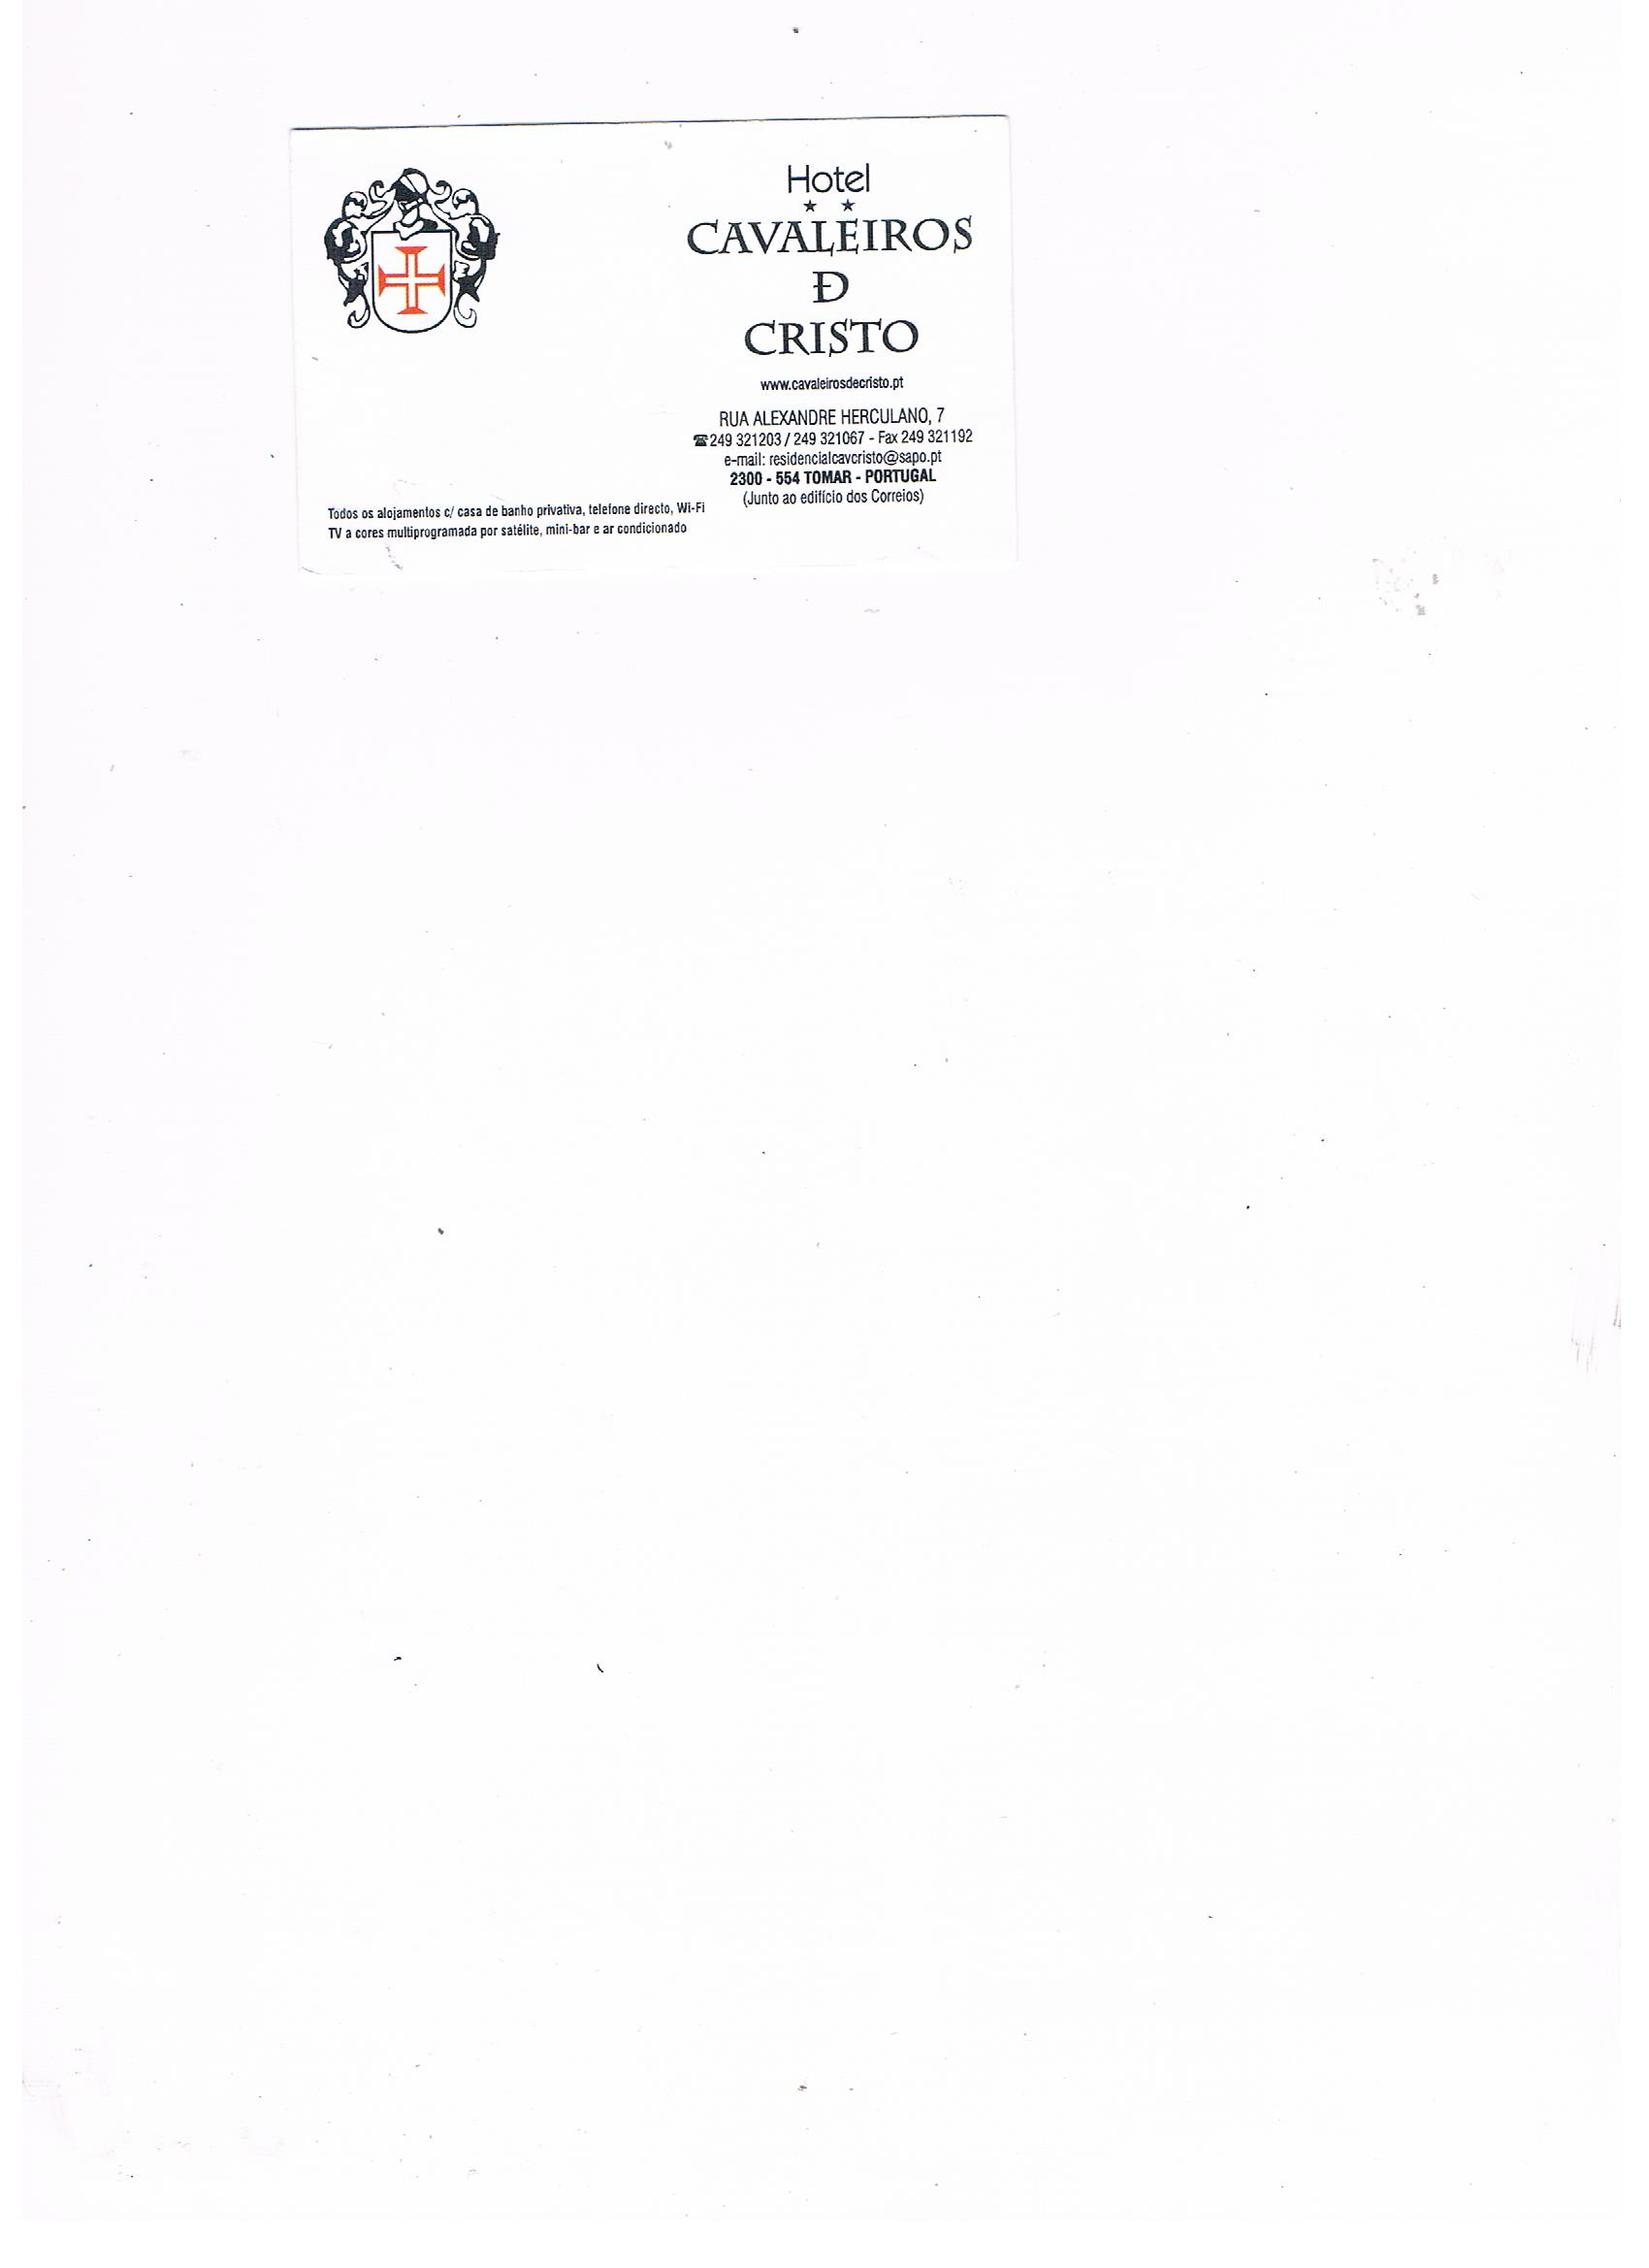 Hotel
★ ★
CAVALEIROS
Đ
CRISTO
www.cavaleirosdecristo.pt
RUA ALEXANDRE HERCULANO, 7
☎249 321203 / 249 321067 - Fax 249 321192
e-mail: residencialcavcristo@sapo.pt
2300 - 554 TOMAR - PORTUGAL
(Junto ao edifício dos Correios)
Todos os alojamentos c/ casa de banho privativa, telefone directo, Wi-Fi
TV a cores multiprogramada por satélite, mini-bar e ar condicionado